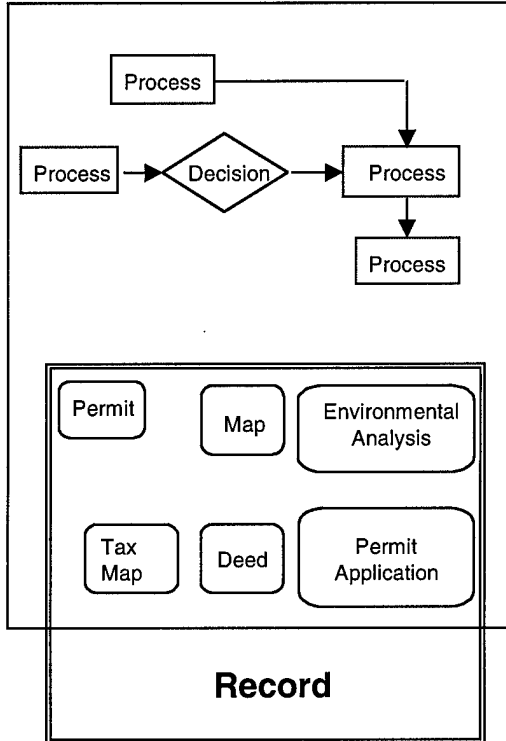 Process
Process
Decision
Process
Process
Permit
Map
Environmental
Analysis
Tax
Map
Deed
Permit
Application
Record